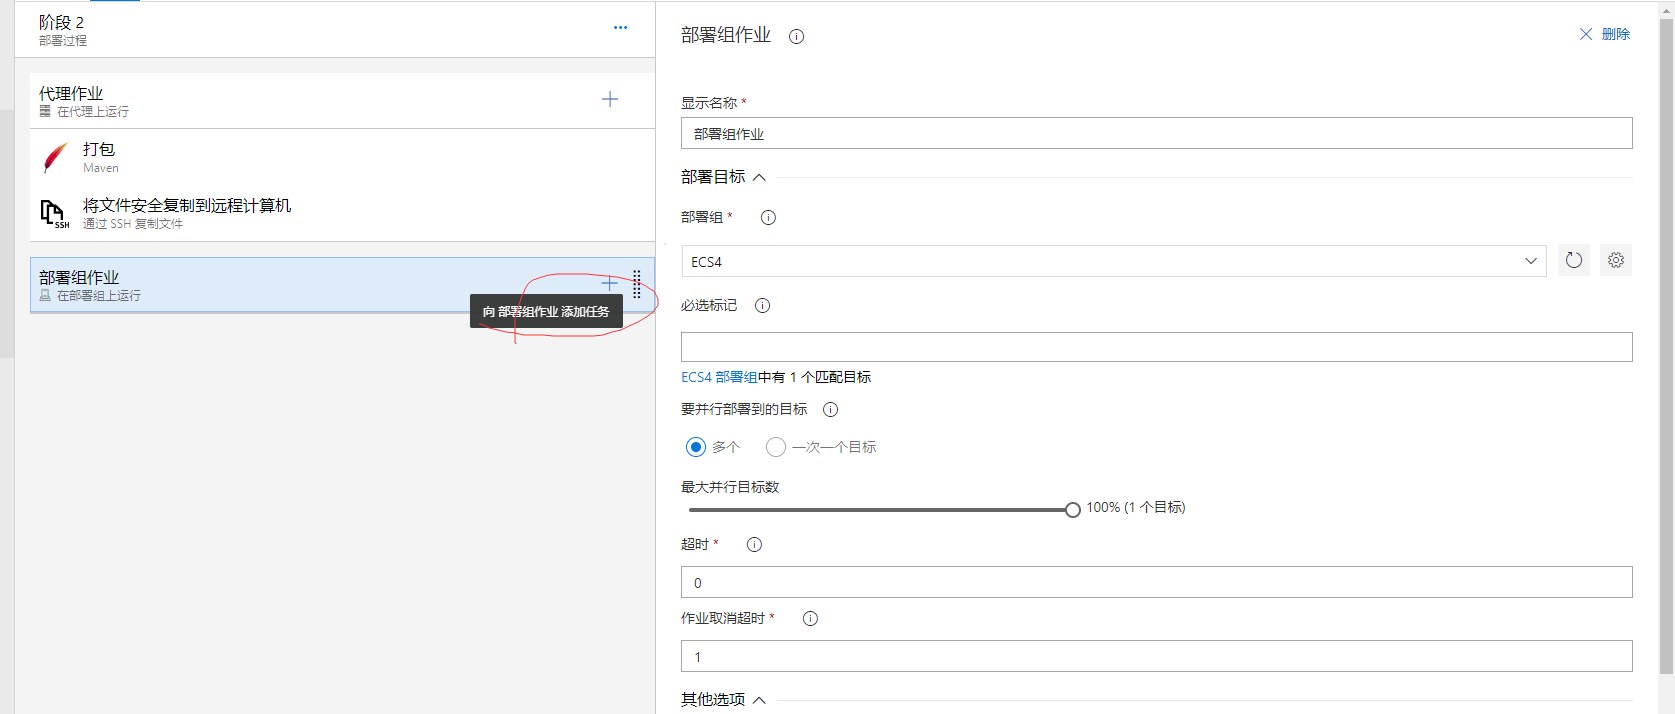 阶段 2
部署过程
代理作业
在代理上运行
打包
Maven
将文件安全复制到远程计算机
通过 SSH 复制文件
SSH
部署组作业
在部署组上运行
向 部署组作业 添加任务
部署组作业
删除
显示名称 *
部署组作业
部署目标
部署组 *
ECS4
必选标记
ECS4 部署组中有 1 个匹配目标
要并行部署到的目标
多个 一次一个目标
最大并行目标数
100% (1 个目标)
超时 *
0
作业取消超时 *
1
其他选项